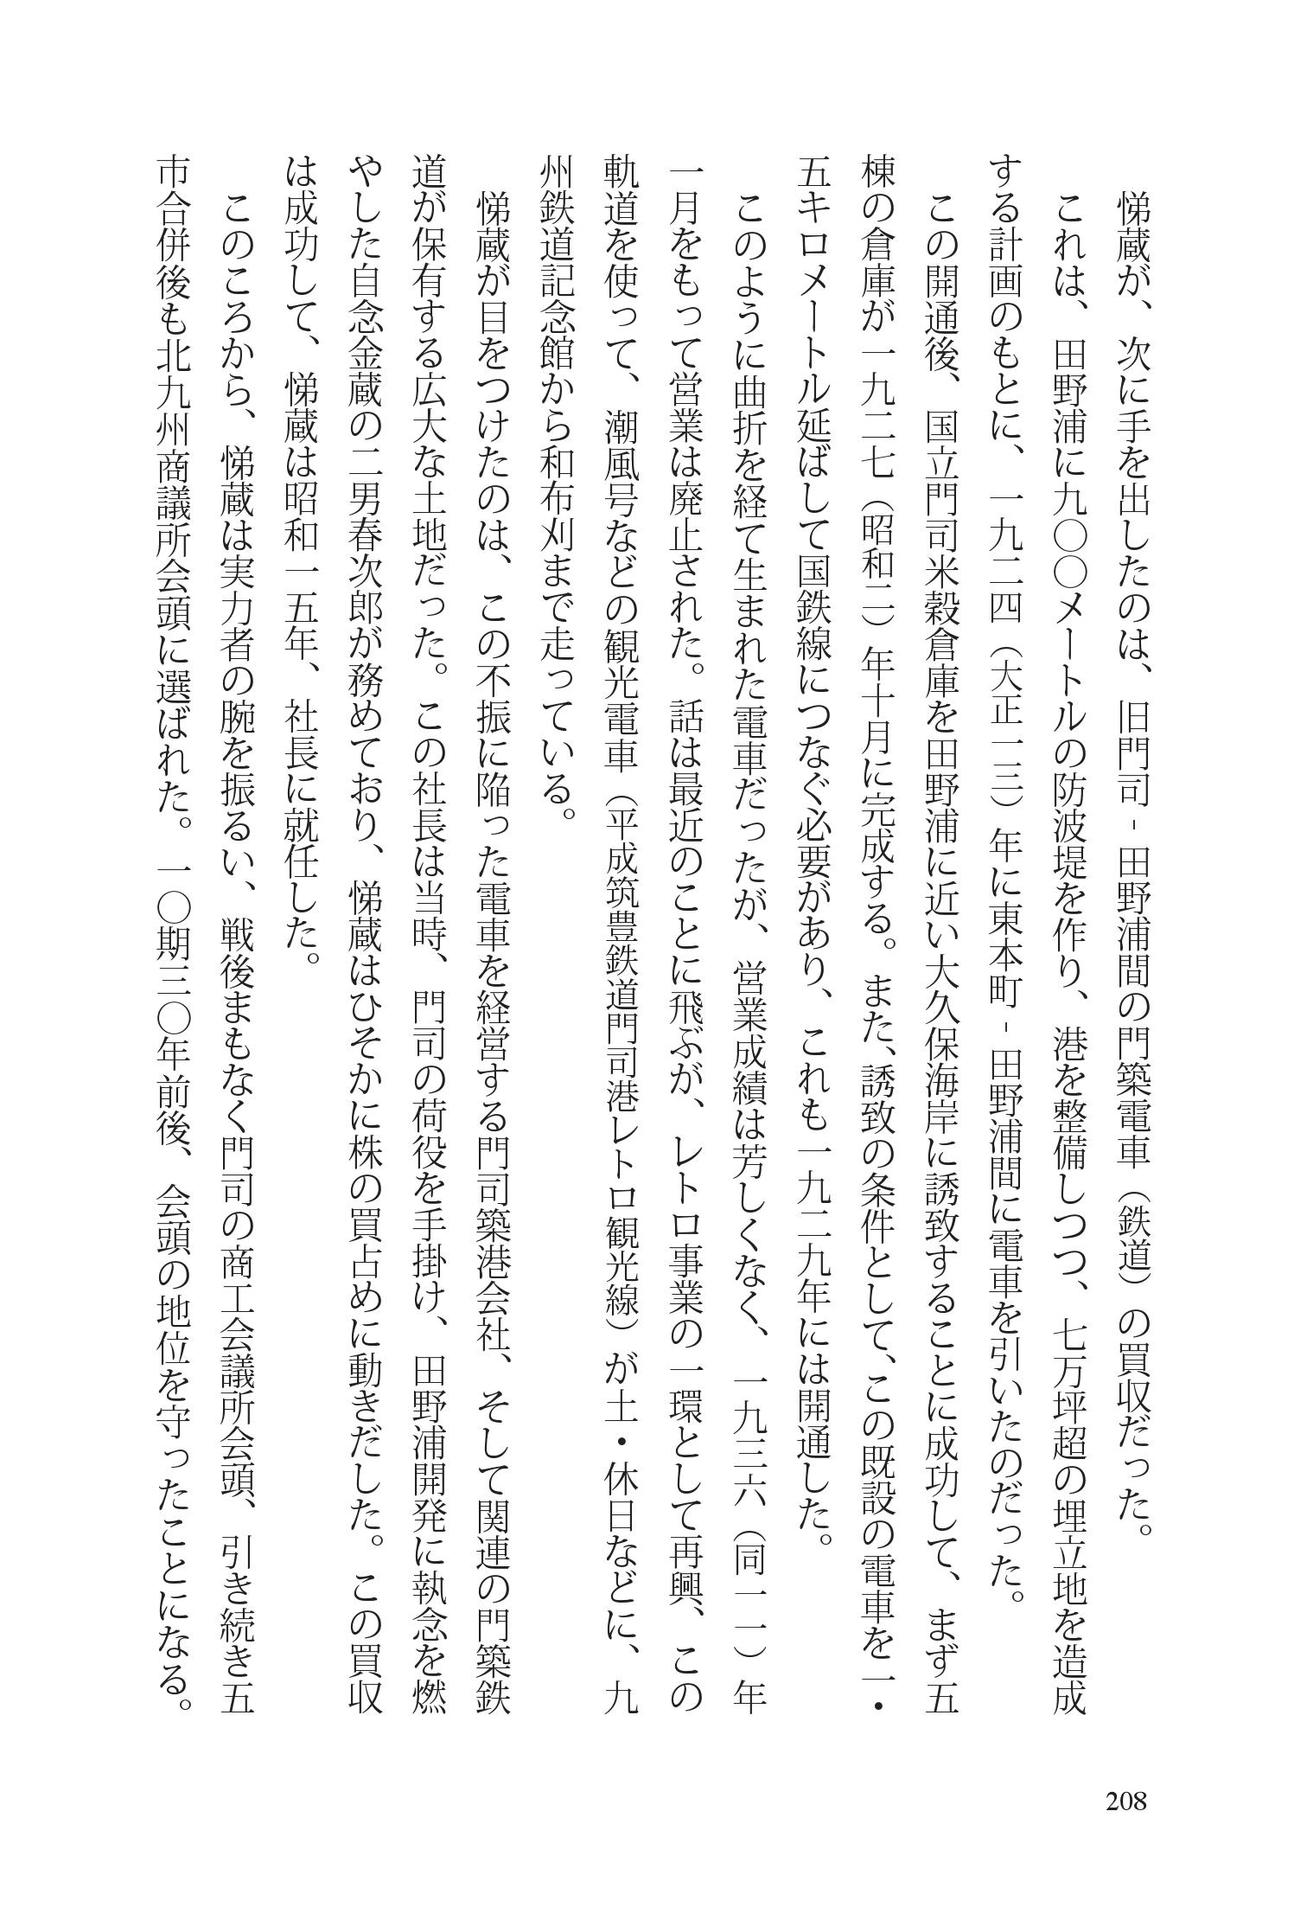 悌蔵が、次に手を出したのは、旧門司‐田野浦間の門築電車（鉄道）の買収だった。
これは、田野浦に九〇〇メートルの防波堤を作り、港を整備しつつ、七万坪超の埋立地を造成
する計画のもとに、一九二四（大正一三）年に東本町‐田野浦間に電車を引いたのだった。
この開通後、国立門司米穀倉庫を田野浦に近い大久保海岸に誘致することに成功して、まず五
棟の倉庫が一九二七（昭和二）年十月に完成する。また、誘致の条件として、この既設の電車を一・
五キロメートル延ばして国鉄線につなぐ必要があり、これも一九二九年には開通した。
このように曲折を経て生まれた電車だったが、営業成績は芳しくなく、一九三六（同一一）年
一月をもって営業は廃止された。話は最近のことに飛ぶが、レトロ事業の一環として再興、この
軌道を使って、潮風号などの観光電車（平成筑豊鉄道門司港レトロ観光線）が土・休日などに、九
州鉄道記念館から和布刈まで走っている。
悌蔵が目をつけたのは、この不振に陥った電車を経営する門司築港会社、そして関連の門築鉄
道が保有する広大な土地だった。この社長は当時、門司の荷役を手掛け、田野浦開発に執念を燃
やした自念金蔵の二男春次郎が務めており、悌蔵はひそかに株の買占めに動きだした。この買収
は成功して、悌蔵は昭和一五年、社長に就任した。
このころから、悌蔵は実力者の腕を振るい、戦後まもなく門司の商工会議所会頭、引き続き五
市合併後も北九州商議所会頭に選ばれた。一〇期三〇年前後、会頭の地位を守ったことになる。
208